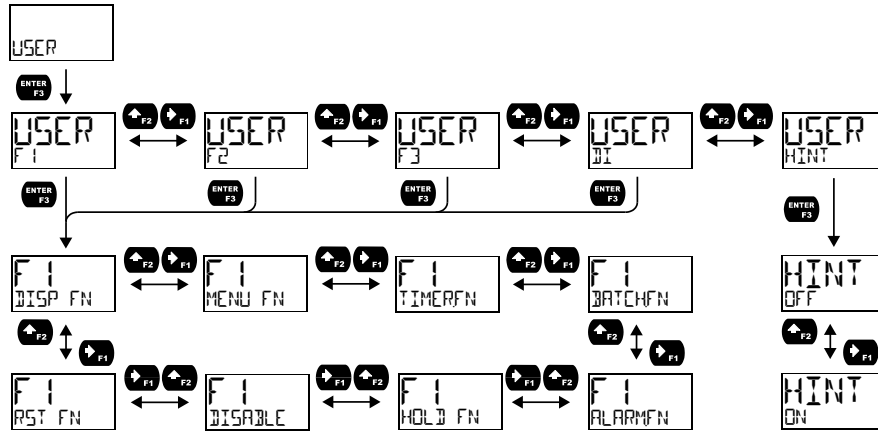 USER
ENTER F3
F2 F1 F2 F1 F2 F1 F2 F1
USER USER USER USER USER
F1 F2 F3 DI HINT
ENTER F3 ENTER F3 ENTER F3 ENTER F3 ENTER F3
F2 F1 F2 F1 F2 F1
F1 F1 F1 F1 HINT
DISP FN MENU FN TIMERFN BATCHFN OFF
F2 F2 F2
F1 F1 F1
F1 F2 F1 F2 F1 F2
F1 F1 F1 F1 HINT
RST FN DISABLE HOLD FN ALARMFN ON